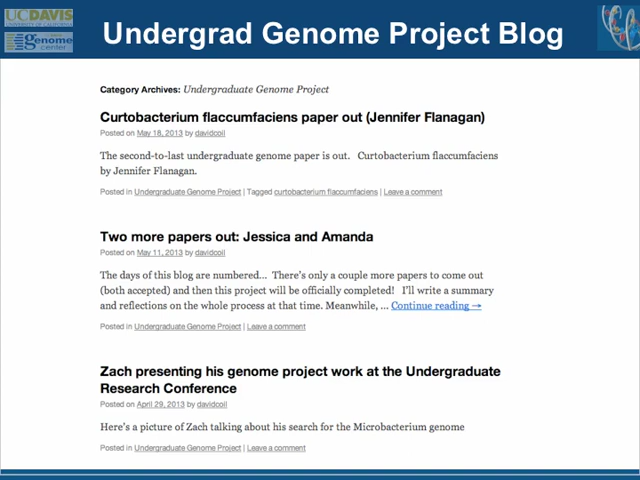 UCDAVIS
UNIVERSITY OF CALIFORNIA
genome
center
Undergrad Genome Project Blog
Category Archives: Undergraduate Genome Project
Curtobacterium flaccumfaciens paper out (Jennifer Flanagan)
Posted on May 18, 2013 by davidcoil
The second-to-last undergraduate genome paper is out. Curtobacterium flaccumfaciens
by Jennifer Flanagan.
Posted in Undergraduate Genome Project | Tagged curtobacterium flaccumfaciens | Leave a comment
Two more papers out: Jessica and Amanda
Posted on May 11, 2013 by davidcoil
The days of this blog are numbered... There's only a couple more papers to come out
(both accepted) and then this project will be officially completed! I'll write a summary
and reflections on the whole process at that time. Meanwhile, ... Continue reading →
Posted in Undergraduate Genome Project | Leave a comment
Zach presenting his genome project work at the Undergraduate
Research Conference
Posted on April 29, 2013 by davidcoil
Here's a picture of Zach talking about his search for the Microbacterium genome
Posted in Undergraduate Genome Project | Leave a comment